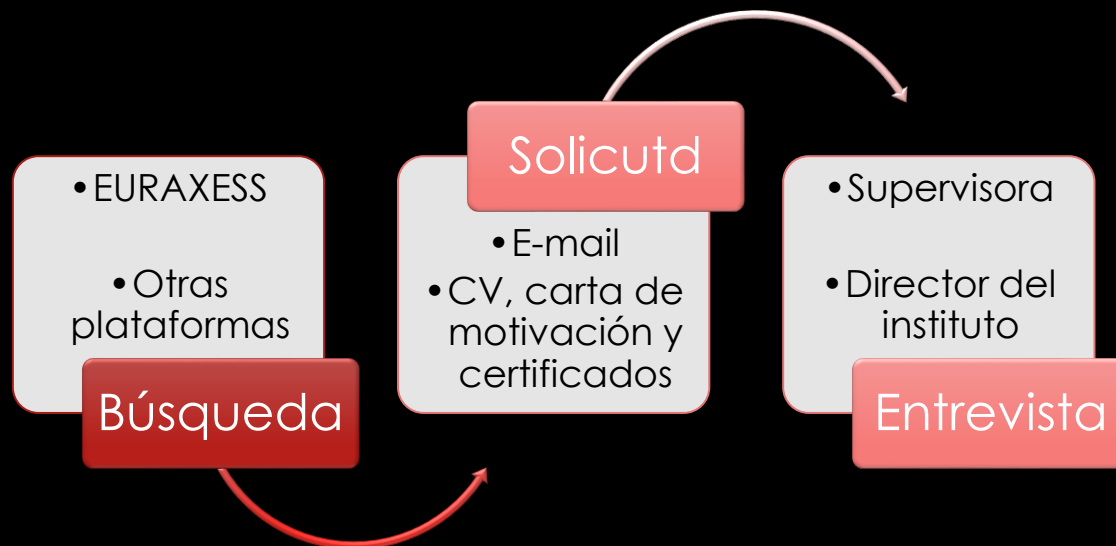 •EURAXESS
•Otras
plataformas
Búsqueda
Solicutd
•E-mail
•CV, carta de
motivación y
certificados
•Supervisora
•Director del
instituto
Entrevista